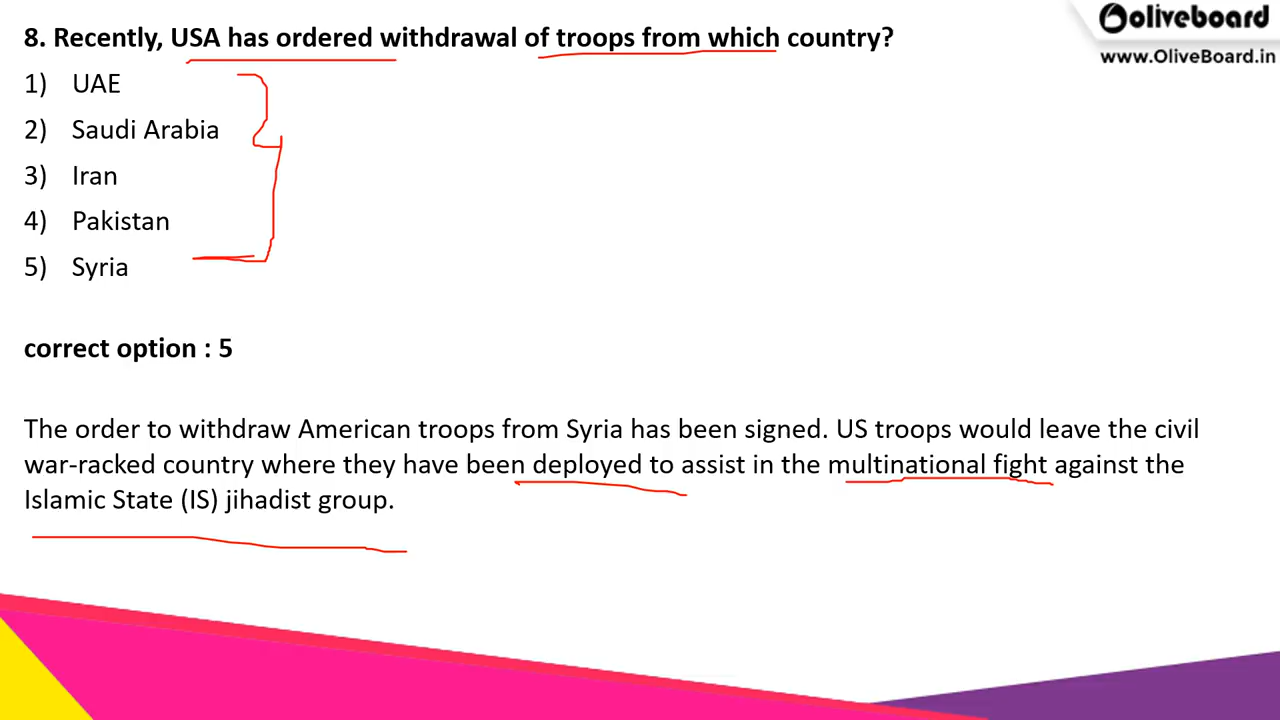 oliveboard
www.OliveBoard.in
8. Recently, USA has ordered withdrawal of troops from which country?
1) UAE
2) Saudi Arabia
3) Iran
4) Pakistan
5) Syria
correct option : 5
The order to withdraw American troops from Syria has been signed. US troops would leave the civil
war-racked country where they have been deployed to assist in the multinational fight against the
Islamic State (IS) jihadist group.